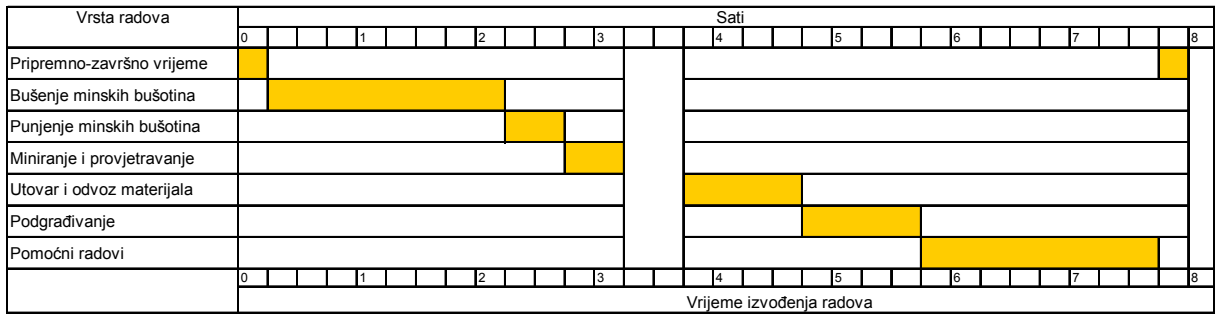 Vrsta radova Sati
0 1 2 3 4 5 6 7 8
Pripremno-završno vrijeme
Bušenje minskih bušotina
Punjenje minskih bušotina
Miniranje i provjetravanje
Utovar i odvoz materijala
Podgrađivanje
Pomoćni radovi
0 1 2 3 4 5 6 7 8
Vrijeme izvođenja radova